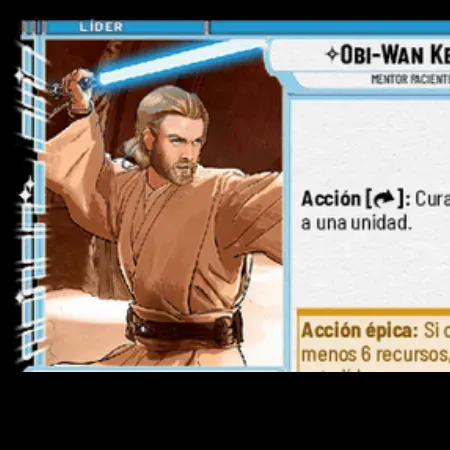 LÍDER
OBI-WAN KE
MENTOR PACIENT
Acción [ ]: Cura
a una unidad.
Acción épica: Si
menos 6 recursos,